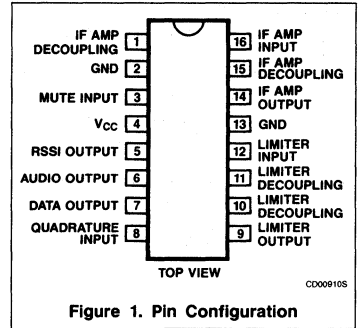 IF AMP
DECOUPLING 1
GND 2
MUTE INPUT 3
VCC 4
RSSI OUTPUT 5
AUDIO OUTPUT 6
DATA OUTPUT 7
QUADRATURE
INPUT 8
16 IF AMP
INPUT
15 IF AMP
DECOUPLING
14 IF AMP
OUTPUT
13 GND
12 LIMITER
INPUT
11 LIMITER
DECOUPLING
10 LIMITER
DECOUPLING
9 LIMITER
OUTPUT
TOP VIEW
CD00910S
Figure 1. Pin Configuration